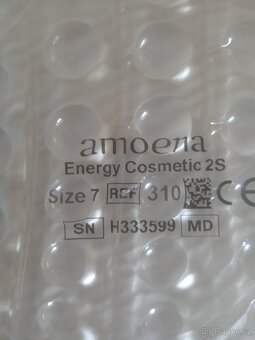 amoena
Energy Cosmetic 2S
Size 7 REF 310 CE
SN H333599 MD